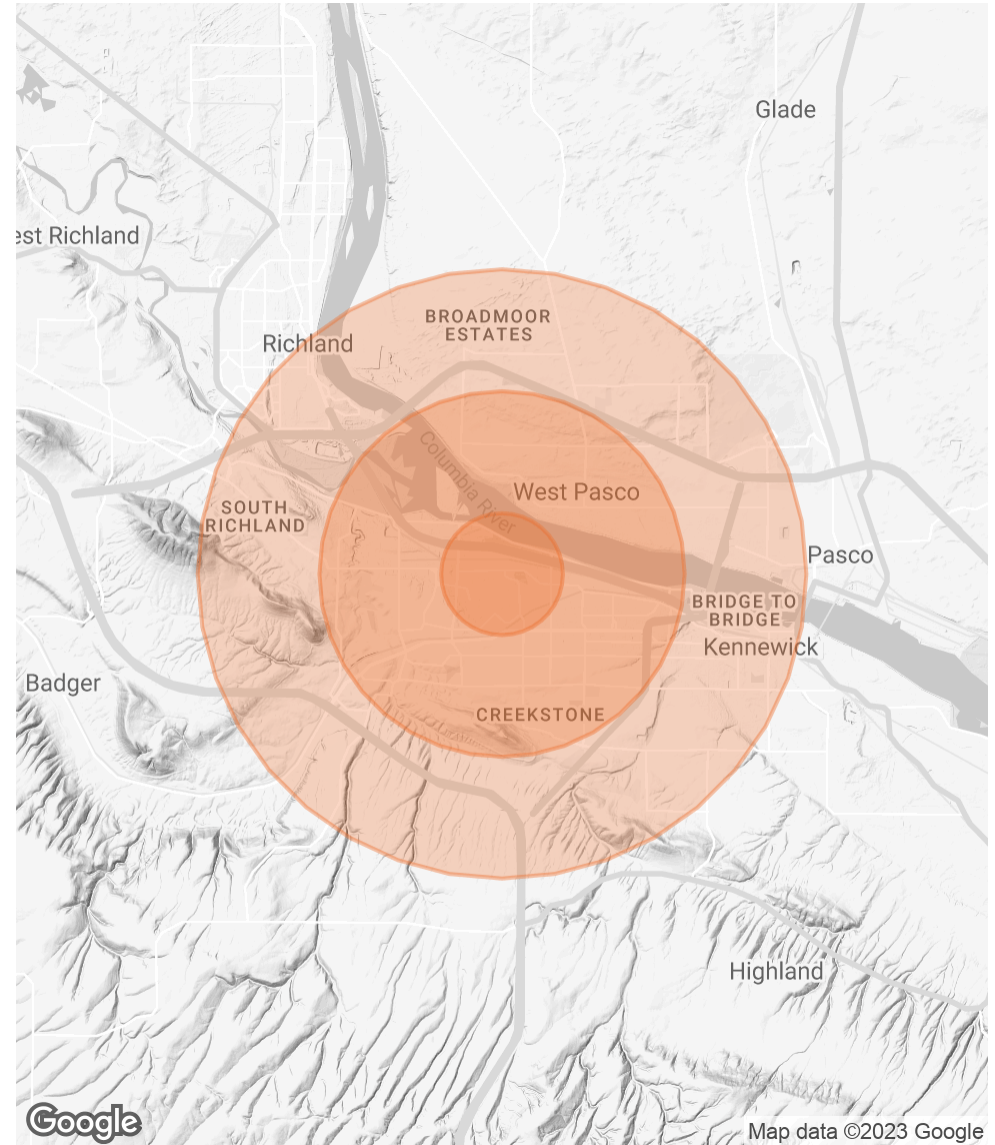 Glade
est Richland
BROADMOOR
ESTATES
Richland
Columbia River
West Pasco
SOUTH
RICHLAND
Pasco
BRIDGE TO
BRIDGE
Kennewick
Badger
CREEKSTONE
Highland
Google
Map data ©2023 Google